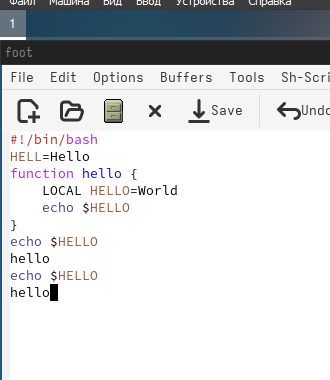 Файл Машина Вид Ввод Устройства Справка
1
foot
File Edit Options Buffers Tools Sh-Scri
Save Undo
#!/bin/bash
HELL=Hello
function hello {
    LOCAL HELLO=World
    echo $HELLO
}
echo $HELLO
hello
echo $HELLO
hello